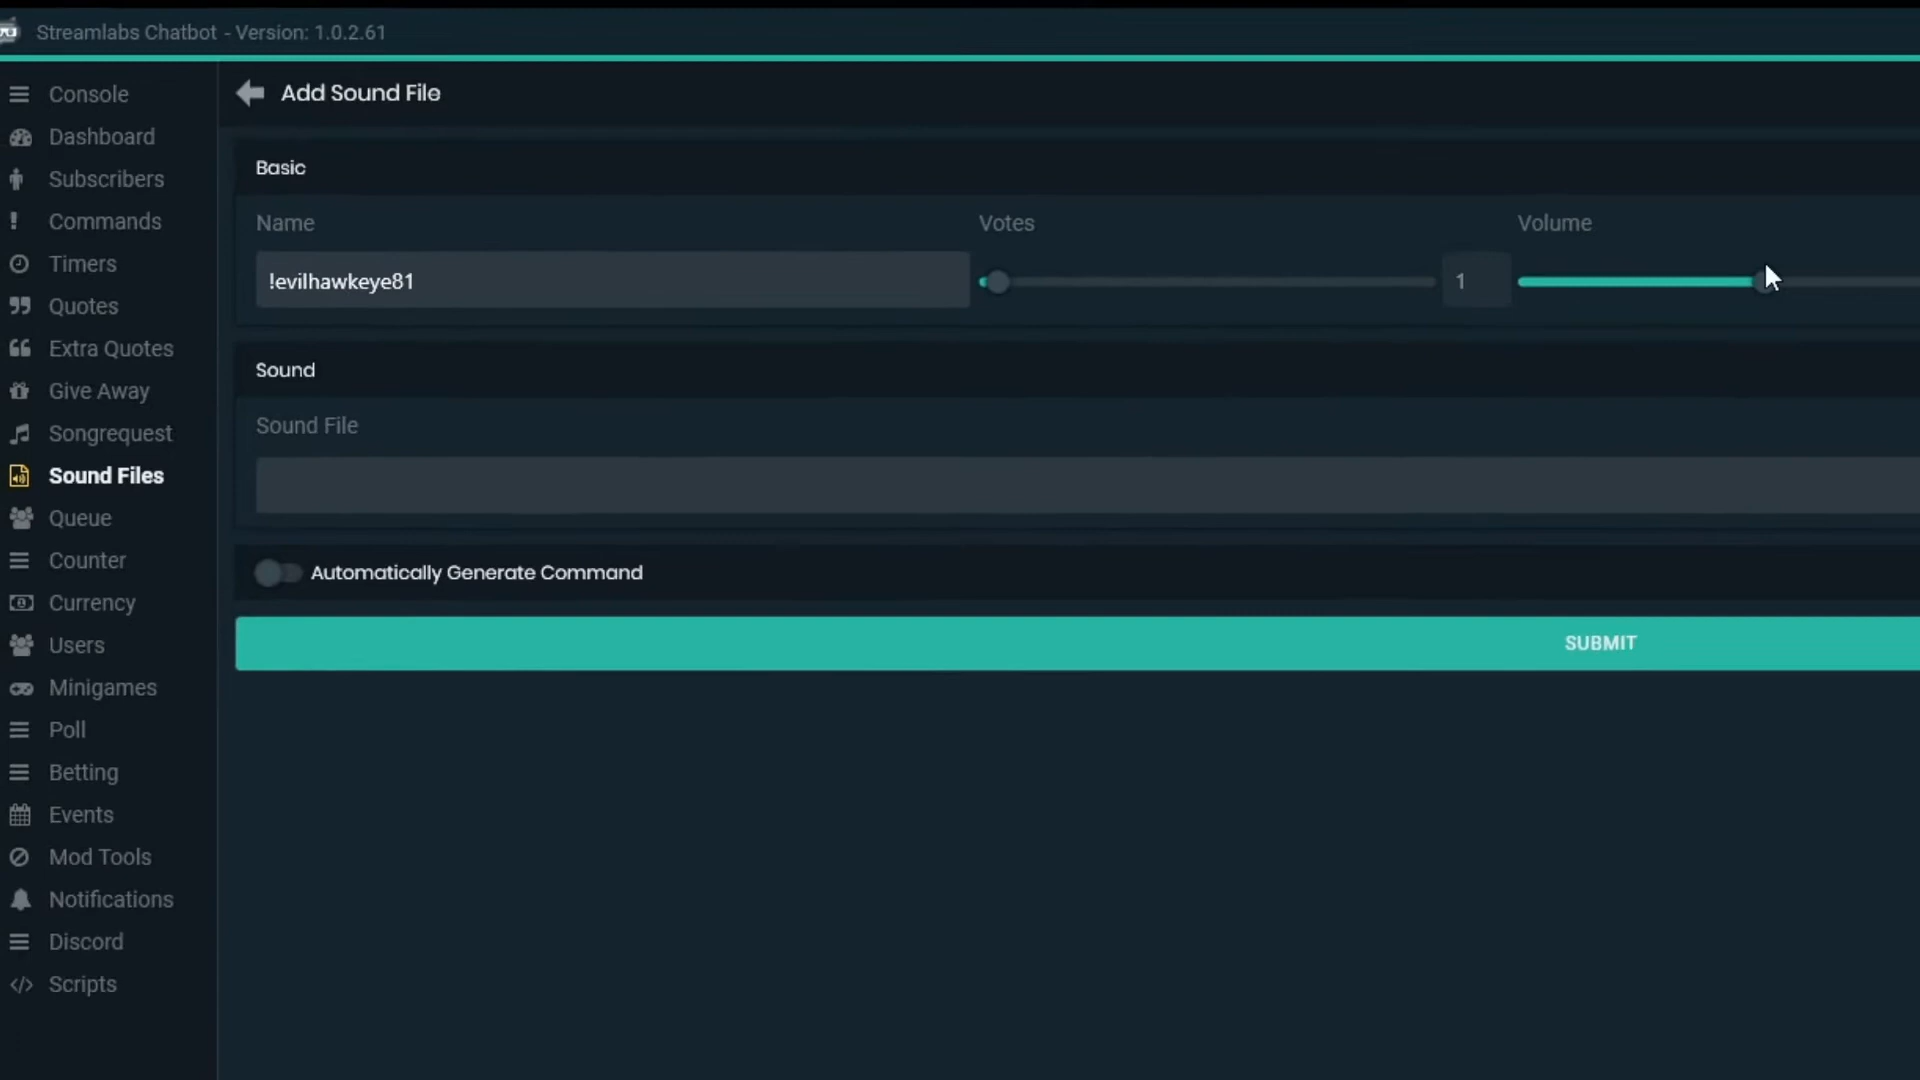 Streamlabs Chatbot - Version: 1.0.2.61
Console
Dashboard
Subscribers
Commands
Timers
Quotes
Extra Quotes
Give Away
Songrequest
Sound Files
Queue
Counter
Currency
Users
Minigames
Poll
Betting
Events
Mod Tools
Notifications
Discord
Scripts
Add Sound File
Basic
Name Votes Volume
!evilhawkeye81 1
Sound
Sound File
Automatically Generate Command
SUBMIT